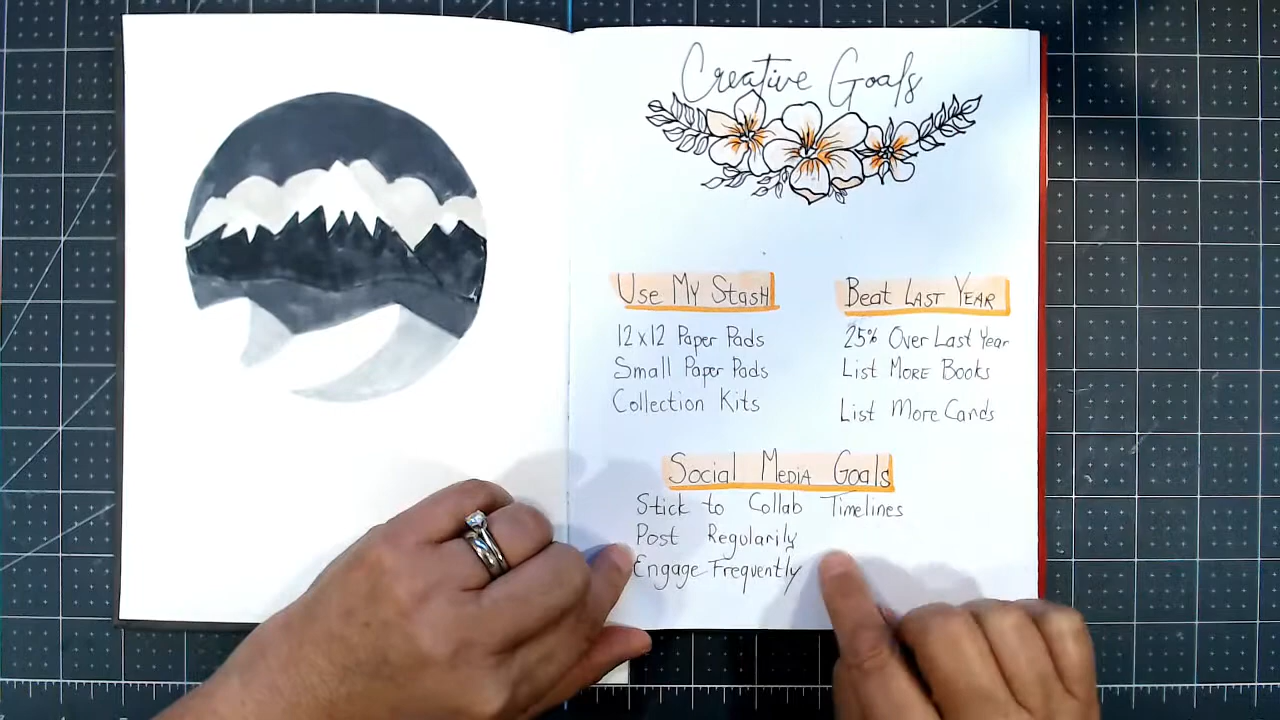 Creative Goals
Use My Stash
12x12 Paper Pads
Small Paper Pads
Collection Kits
Beat Last Year
25% Over Last Year
List More Books
List More Cards
Social Media Goals
Stick to Collab Timelines
Post Regularily
Engage Frequently